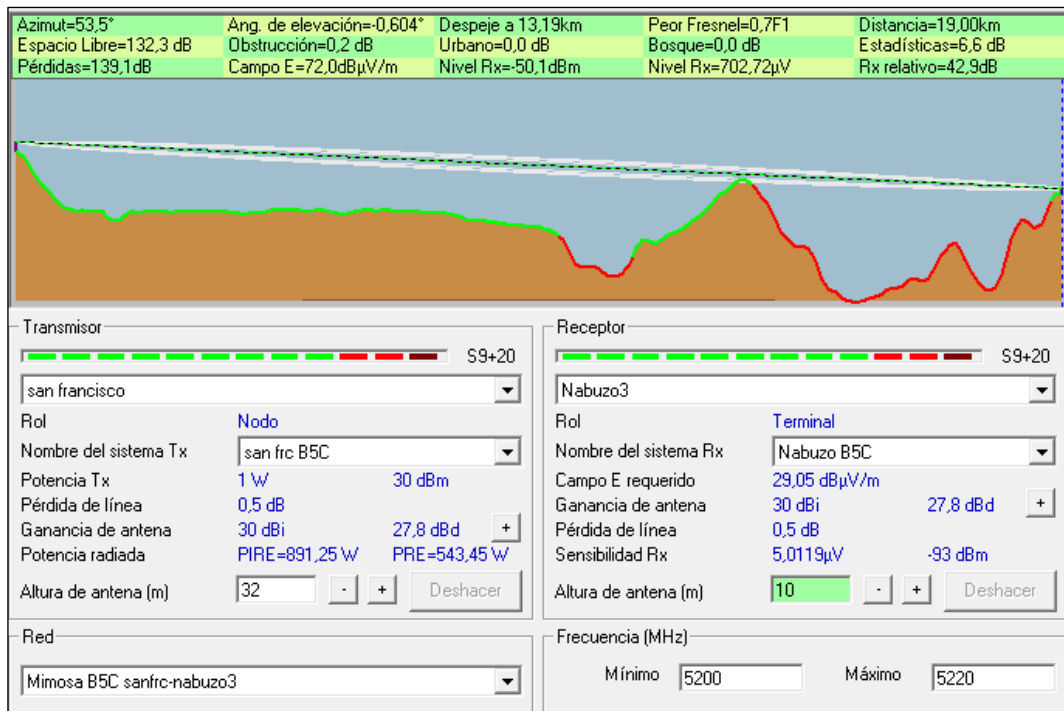 Azimut=53,5° Ang. de elevación=-0,604° Despeje a 13,19km Peor Fresnel=0,7F1 Distancia=19,00km
Espacio Libre=132,3 dB Obstrucción=0,2 dB Urbano=0,0 dB Bosque=0,0 dB Estadísticas=6,6 dB
Pérdidas=139,1dB Campo E=72,0dBµV/m Nivel Rx=-50,1dBm Nivel Rx=702,72µV Rx relativo=42,9dB
Transmisor
S9+20
san francisco
Rol Nodo
Nombre del sistema Tx san frc B5C
Potencia Tx 1 W 30 dBm
Pérdida de línea 0,5 dB
Ganancia de antena 30 dBi 27,8 dBd +
Potencia radiada PIRE=891,25 W PRE=543,45 W
Altura de antena (m) 32 - + Deshacer
Red
Mimosa B5C sanfrc-nabuzo3
Receptor
S9+20
Nabuzo3
Rol Terminal
Nombre del sistema Rx Nabuzo B5C
Campo E requerido 29,05 dBµV/m
Ganancia de antena 30 dBi 27,8 dBd +
Pérdida de línea 0,5 dB
Sensibilidad Rx 5,0119µV -93 dBm
Altura de antena (m) 10 - + Deshacer
Frecuencia (MHz)
Mínimo 5200 Máximo 5220